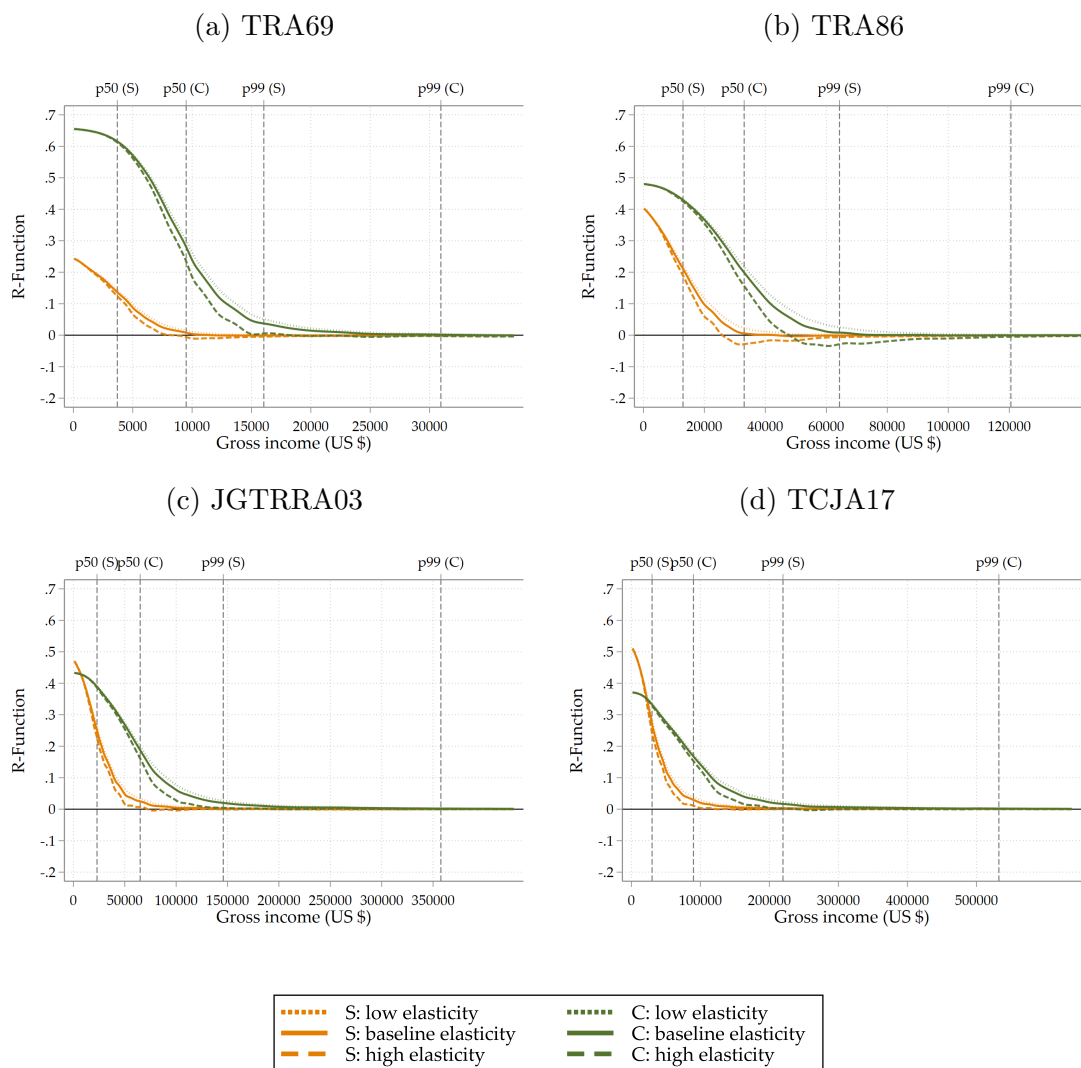 (a) TRA69
p50 (S) p50 (C) p99 (S) p99 (C)
.7
.6
.5
.4
.3
.2
.1
0
-.1
-.2
R-Function
0 5000 10000 15000 20000 25000 30000
Gross income (US $)
(b) TRA86
p50 (S) p50 (C) p99 (S) p99 (C)
.7
.6
.5
.4
.3
.2
.1
0
-.1
-.2
R-Function
0 20000 40000 60000 80000 100000 120000
Gross income (US $)
(c) JGTRRA03
p50 (S) p50 (C) p99 (S) p99 (C)
.7
.6
.5
.4
.3
.2
.1
0
-.1
-.2
R-Function
0 50000 100000 150000 200000 250000 300000 350000
Gross income (US $)
(d) TCJA17
p50 (S) p50 (C) p99 (S) p99 (C)
.7
.6
.5
.4
.3
.2
.1
0
-.1
-.2
R-Function
0 100000 200000 300000 400000 500000
Gross income (US $)
S: low elasticity
S: baseline elasticity
S: high elasticity
C: low elasticity
C: baseline elasticity
C: high elasticity